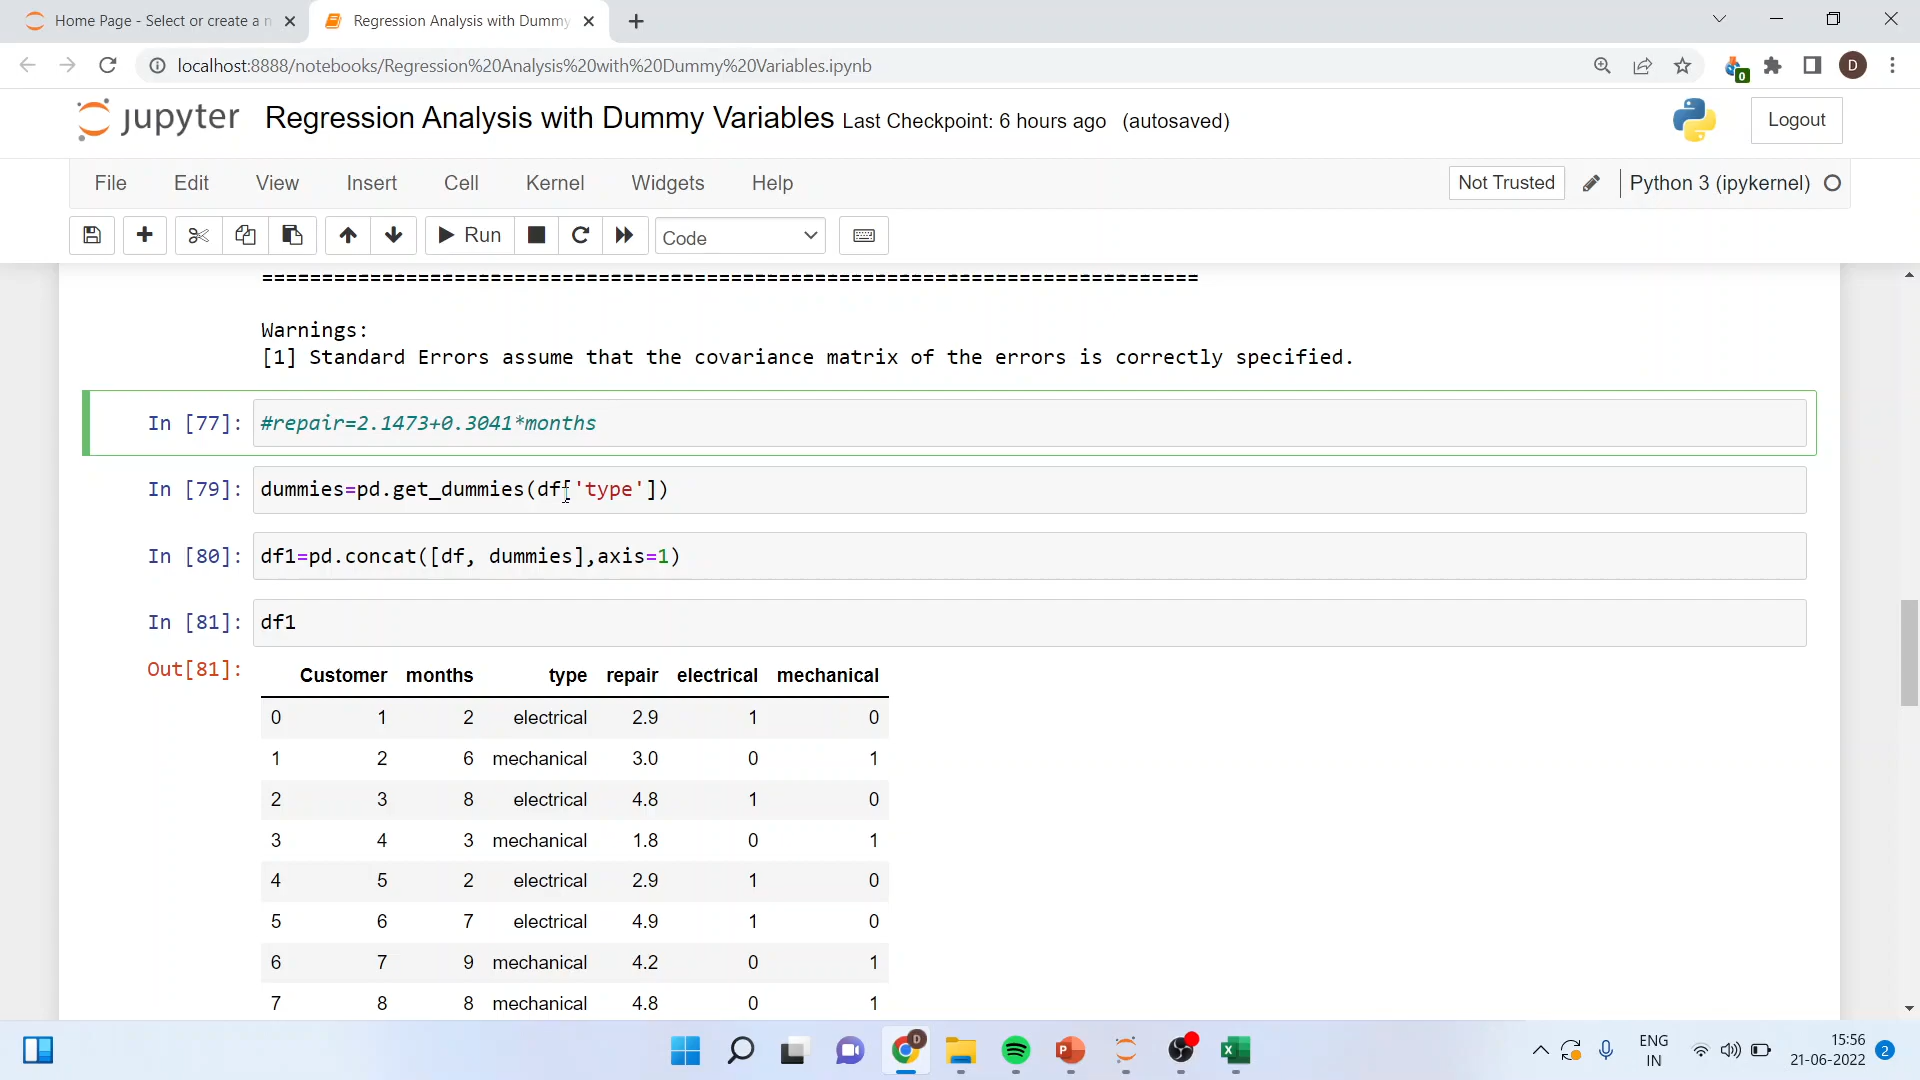 Home Page - Select or create a n
Regression Analysis with Dummy
localhost:8888/notebooks/Regression%20Analysis%20with%20Dummy%20Variables.ipynb
0
D
jupyter
Regression Analysis with Dummy Variables Last Checkpoint: 6 hours ago (autosaved)
Logout
File Edit View Insert Cell Kernel Widgets Help
Not Trusted
Python 3 (ipykernel)
Run
Code
==============================================================================
Warnings:
[1] Standard Errors assume that the covariance matrix of the errors is correctly specified.
In [77]: #repair=2.1473+0.3041*months
In [79]: dummies=pd.get_dummies(df['type'])
In [80]: df1=pd.concat([df, dummies],axis=1)
In [81]: df1
Out[81]:
Customer months type repair electrical mechanical
0 1 2 electrical 2.9 1 0
1 2 6 mechanical 3.0 0 1
2 3 8 electrical 4.8 1 0
3 4 3 mechanical 1.8 0 1
4 5 2 electrical 2.9 1 0
5 6 7 electrical 4.9 1 0
6 7 9 mechanical 4.2 0 1
7 8 8 mechanical 4.8 0 1
D
P
X
ENG
IN
15:56
21-06-2022
2